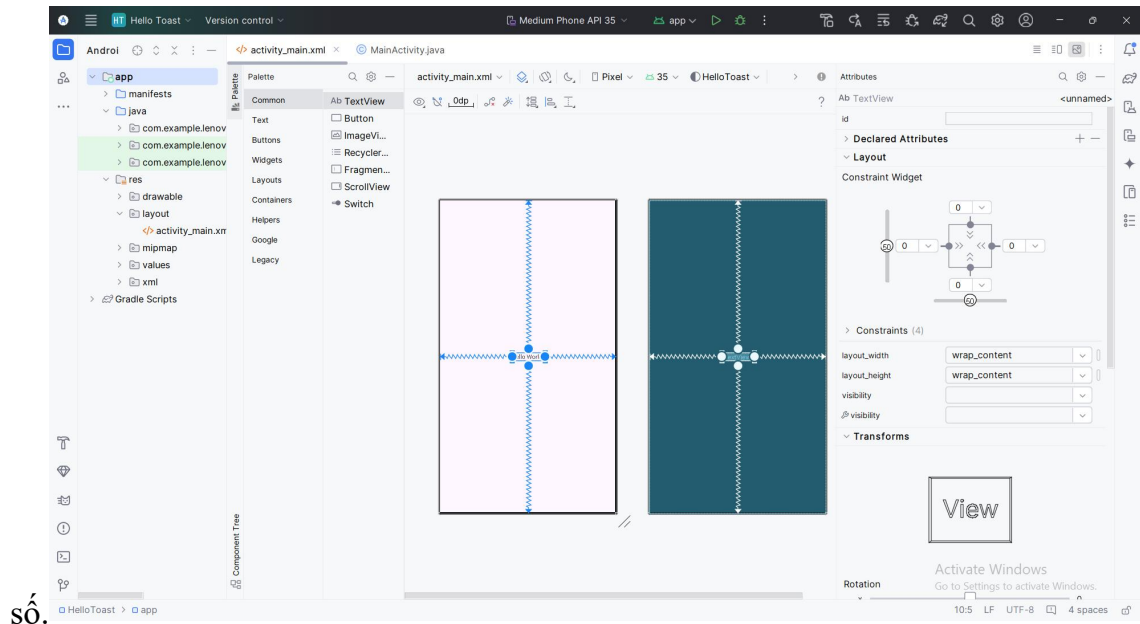 HT Hello Toast Version control Medium Phone API 35 app
Androi activity_main.xml MainActivity.java
app
manifests
java
com.example.lenov
com.example.lenov
com.example.lenov
res
drawable
layout
activity_main.xm
mipmap
values
xml
Gradle Scripts
Palette
Palette
Common
Text
Buttons
Widgets
Layouts
Containers
Helpers
Google
Legacy
Ab TextView
Button
ImageVi...
Recycler...
Fragmen...
ScrollView
Switch
Component Tree
activity_main.xml Pixel 35 HelloToast
0dp
?
Attributes
Ab TextView <unnamed>
id
Declared Attributes
Layout
Constraint Widget
0
50 0 0
0
50
Constraints (4)
layout_width wrap_content
layout_height wrap_content
visibility
visibility
Transforms
View
Activate Windows
Go to Settings to activate Windows.
Rotation
HelloToast > app 10:5 LF UTF-8 4 spaces
số.